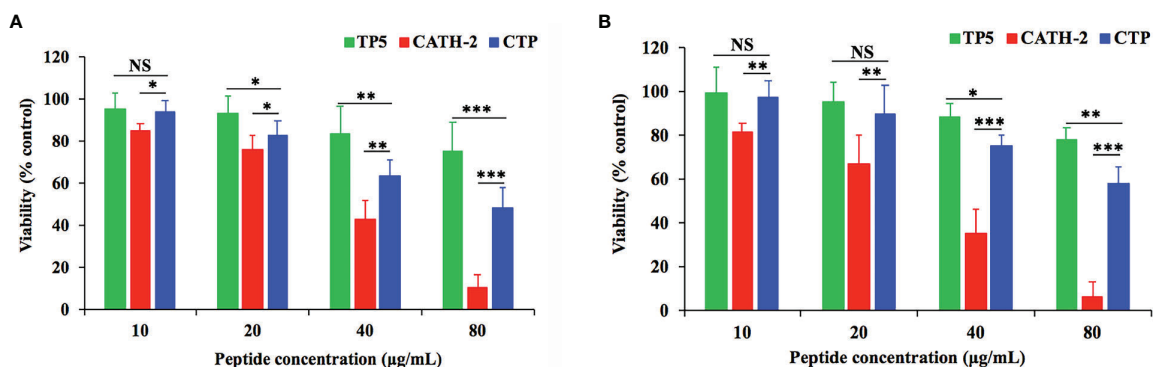 A
TP5 CATH-2 CTP
Viability (% control)
120
100
80
60
40
20
0
NS
*
*
*
**
**
***
***
10 20 40 80
Peptide concentration (µg/mL)
B
TP5 CATH-2 CTP
Viability (% control)
120
100
80
60
40
20
0
NS
**
NS
**
*
***
**
***
10 20 40 80
Peptide concentration (µg/mL)